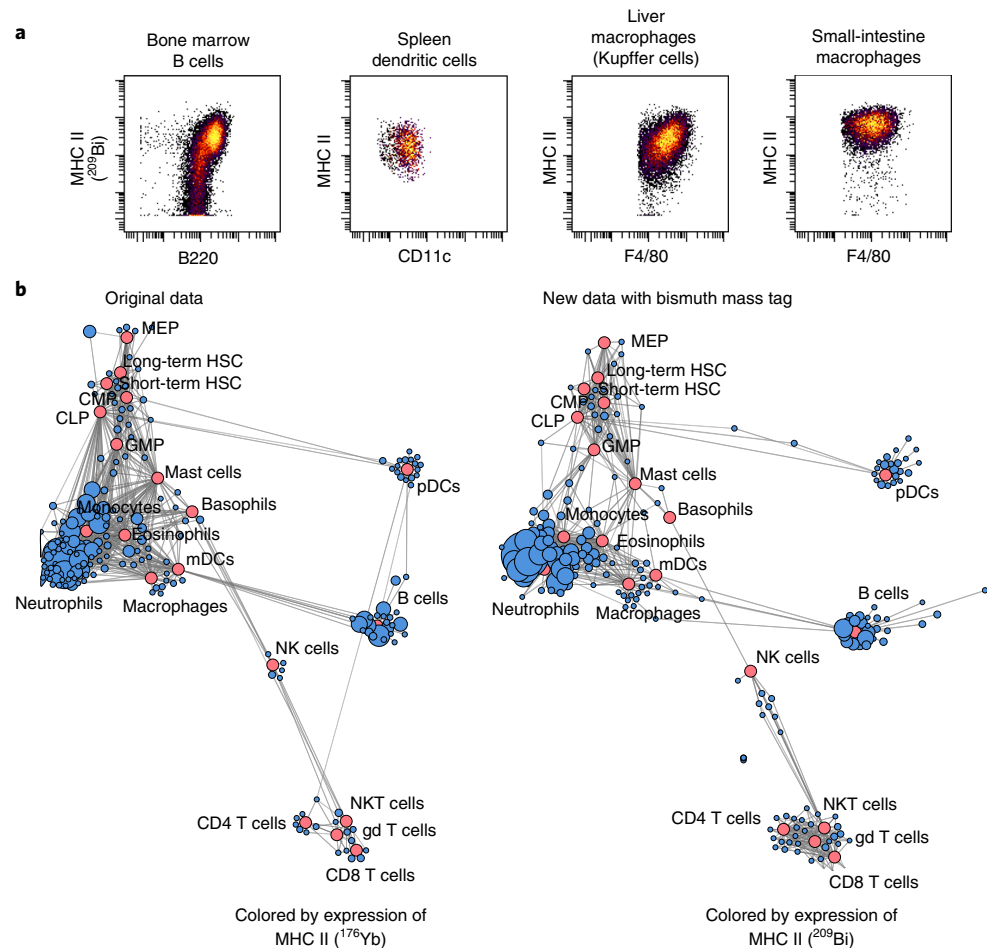 a
Bone marrow
B cells
Spleen
dendritic cells
Liver
macrophages
(Kupffer cells)
Small-intestine
macrophages
MHC II
(²⁰⁹Bi)
MHC II
MHC II
MHC II
B220
CD11c
F4/80
F4/80
b
Original data
MEP
Long-term HSC
Short-term HSC
CMP
CLP
GMP
Mast cells
pDCs
Basophils
Monocytes
Eosinophils
mDCs
Neutrophils
Macrophages
B cells
NK cells
NKT cells
CD4 T cells
gd T cells
CD8 T cells
Colored by expression of
MHC II (¹⁷⁶Yb)
New data with bismuth mass tag
MEP
Long-term HSC
Short-term HSC
CMP
CLP
GMP
Mast cells
pDCs
Basophils
Monocytes
Eosinophils
mDCs
Neutrophils
Macrophages
B cells
NK cells
NKT cells
CD4 T cells
gd T cells
CD8 T cells
Colored by expression of
MHC II (²⁰⁹Bi)